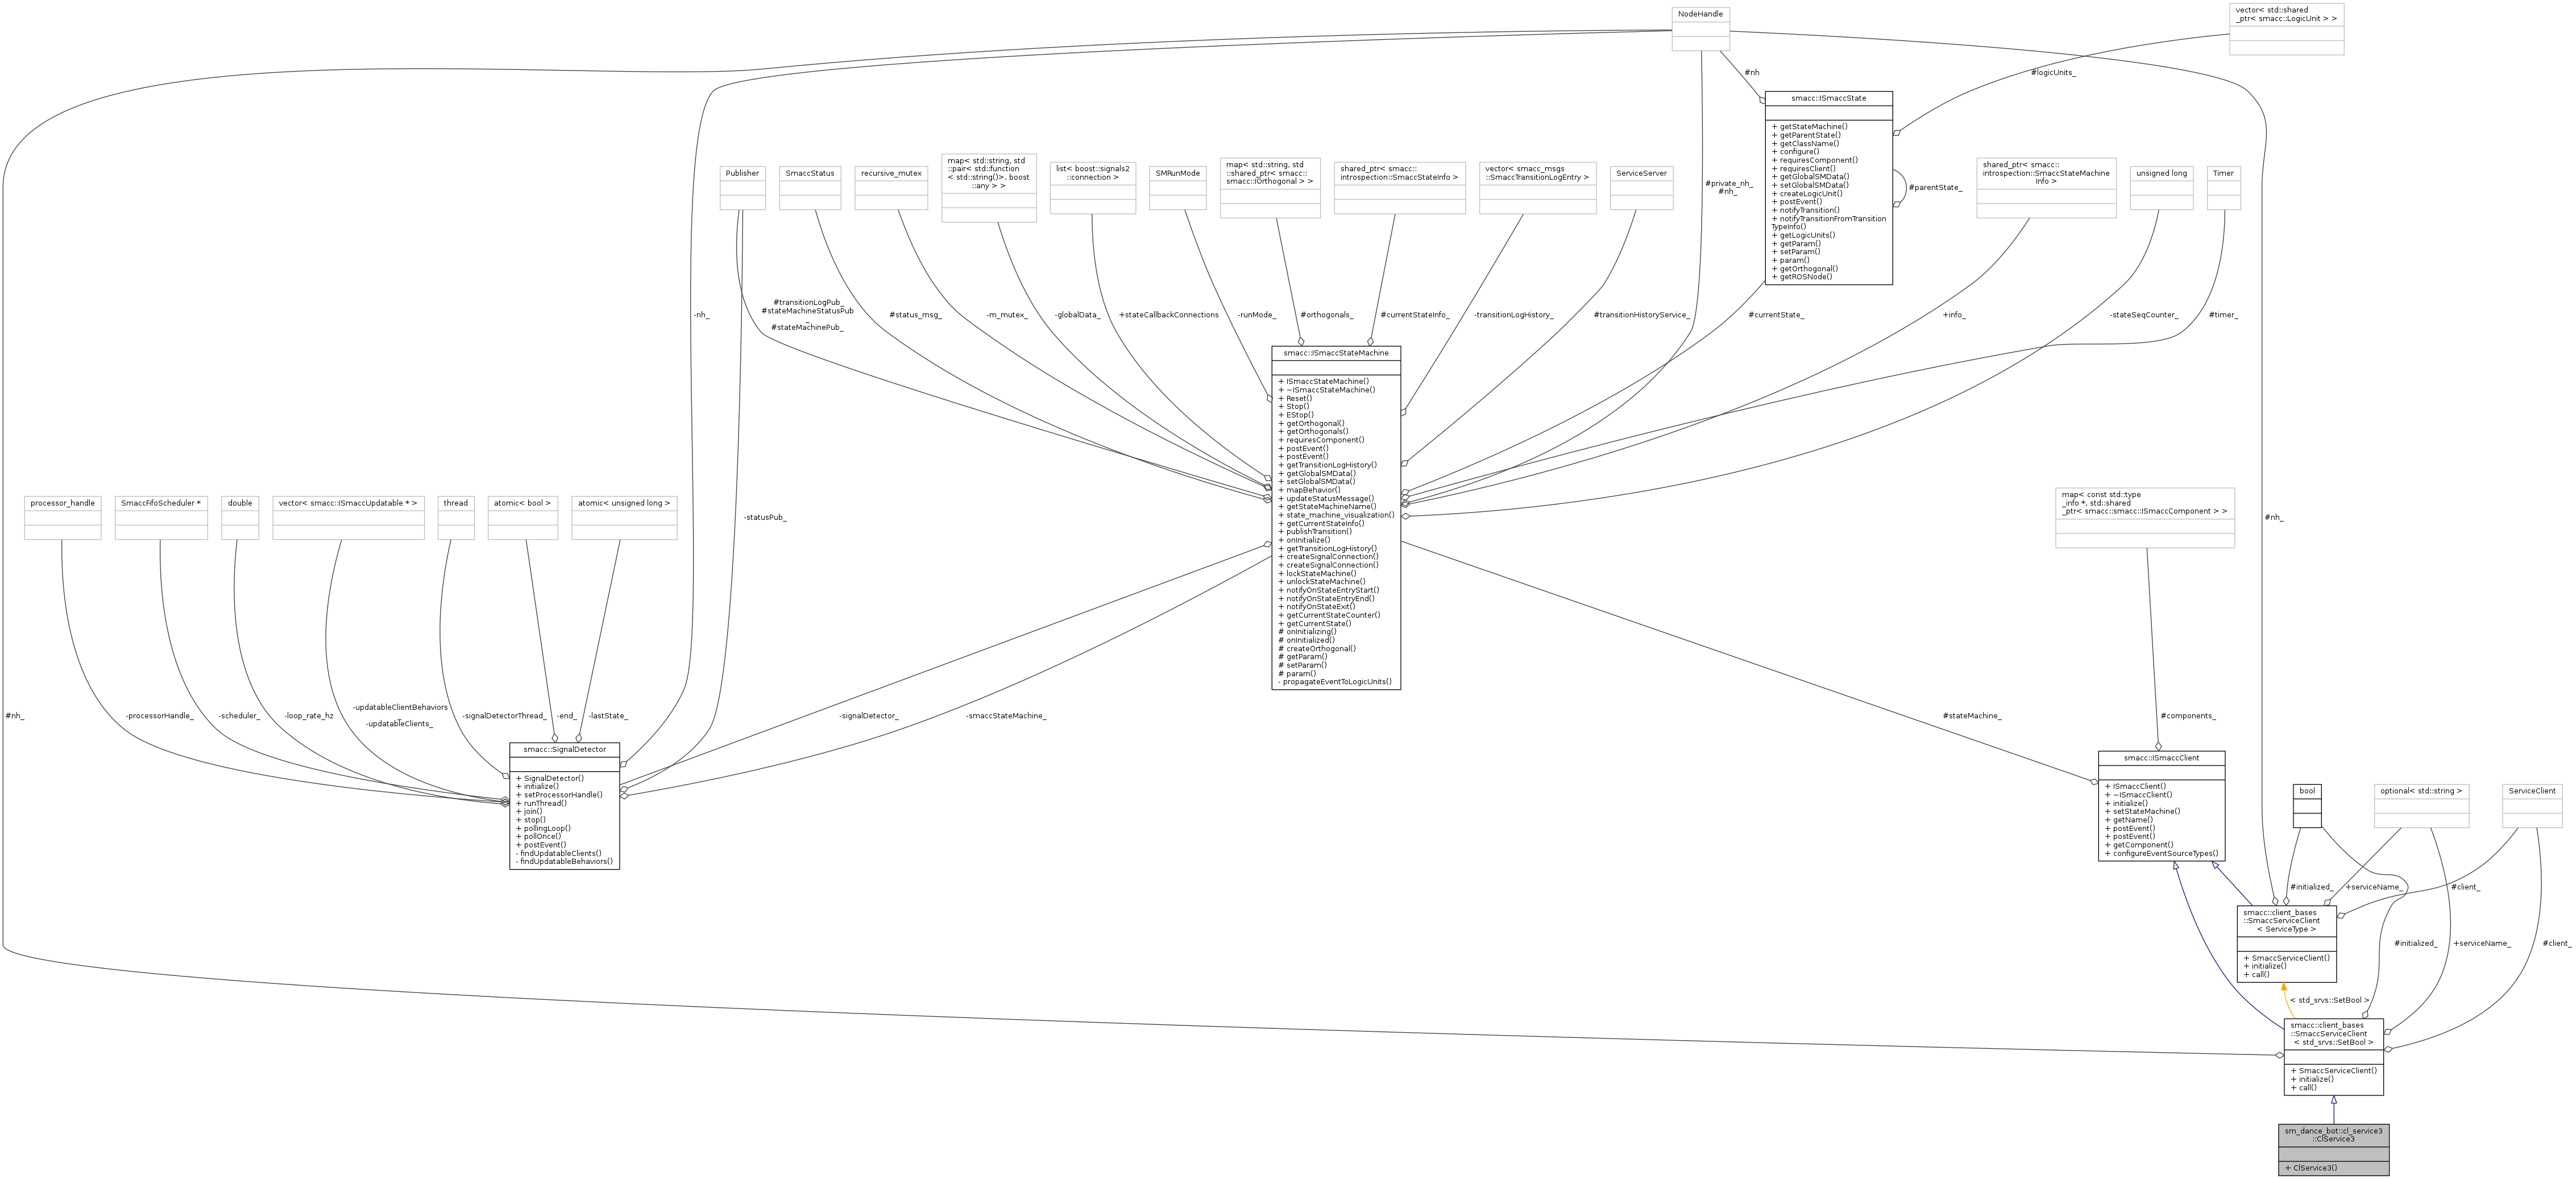 NodeHandle
vector< std::shared
_ptr< smacc::LogicUnit > >
#nh
#logicUnits_
smacc::ISmaccState
+ getStateMachine()
+ getParentState()
+ getClassName()
+ configure()
+ requiresComponent()
+ requiresClient()
+ getGlobalSMData()
+ setGlobalSMData()
+ createLogicUnit()
+ postEvent()
+ notifyTransition()
+ notifyTransitionFromTransition
TypeInfo()
+ getLogicUnits()
+ getParam()
+ setParam()
+ param()
+ getOrthogonal()
+ getROSNode()
#parentState_
#private_nh_
#nh_
Publisher
SmaccStatus
recursive_mutex
map< std::string, std
::pair< std::function
< std::string()>, boost
::any > >
list< boost::signals2
::connection >
SMRunMode
map< std::string, std
::shared_ptr< smacc::
smacc::IOrthogonal > >
shared_ptr< smacc::
introspection::SmaccStateInfo >
vector< smacc_msgs
::SmaccTransitionLogEntry >
ServiceServer
shared_ptr< smacc::
introspection::SmaccStateMachine
Info >
unsigned long
Timer
-nh_
#transitionLogPub_
#stateMachineStatusPub
_
#stateMachinePub_
#status_msg_
-m_mutex_
-globalData_
+stateCallbackConnections
-runMode_
#orthogonals_
#currentStateInfo_
-transitionLogHistory_
#transitionHistoryService_
#currentState_
+info_
-stateSeqCounter_
#timer_
smacc::ISmaccStateMachine
+ ISmaccStateMachine()
+ ~ISmaccStateMachine()
+ Reset()
+ Stop()
+ EStop()
+ getOrthogonal()
+ getOrthogonals()
+ requiresComponent()
+ postEvent()
+ postEvent()
+ getTransitionLogHistory()
+ getGlobalSMData()
+ setGlobalSMData()
+ mapBehavior()
+ updateStatusMessage()
+ getStateMachineName()
+ state_machine_visualization()
+ getCurrentStateInfo()
+ publishTransition()
+ onInitialize()
+ getTransitionLogHistory()
+ createSignalConnection()
+ createSignalConnection()
+ lockStateMachine()
+ unlockStateMachine()
+ notifyOnStateEntryStart()
+ notifyOnStateEntryEnd()
+ notifyOnStateExit()
+ getCurrentStateCounter()
+ getCurrentState()
# onInitializing()
# onInitialized()
# createOrthogonal()
# getParam()
# setParam()
# param()
- propagateEventToLogicUnits()
processor_handle
SmaccFifoScheduler *
double
vector< smacc::ISmaccUpdatable * >
thread
atomic< bool >
atomic< unsigned long >
-statusPub_
map< const std::type
_info *, std::shared
_ptr< smacc::smacc::ISmaccComponent > >
#nh_
#nh_
-processorHandle_
-scheduler_
-loop_rate_hz
-updatableClientBehaviors
_
-updatableClients_
-signalDetectorThread_
-end_
-lastState_
-signalDetector_
-smaccStateMachine_
#stateMachine_
#components_
smacc::SignalDetector
+ SignalDetector()
+ initialize()
+ setProcessorHandle()
+ runThread()
+ join()
+ stop()
+ pollingLoop()
+ pollOnce()
+ postEvent()
- findUpdatableClients()
- findUpdatableBehaviors()
smacc::ISmaccClient
+ ISmaccClient()
+ ~ISmaccClient()
+ initialize()
+ setStateMachine()
+ getName()
+ postEvent()
+ postEvent()
+ getComponent()
+ configureEventSourceTypes()
bool
optional< std::string >
ServiceClient
#initialized_
+serviceName_
#client_
smacc::client_bases
::SmaccServiceClient
< ServiceType >
+ SmaccServiceClient()
+ initialize()
+ call()
#initialized_
+serviceName_
#client_
< std_srvs::SetBool >
smacc::client_bases
::SmaccServiceClient
< std_srvs::SetBool >
+ SmaccServiceClient()
+ initialize()
+ call()
sm_dance_bot::cl_service3
::ClService3
+ ClService3()